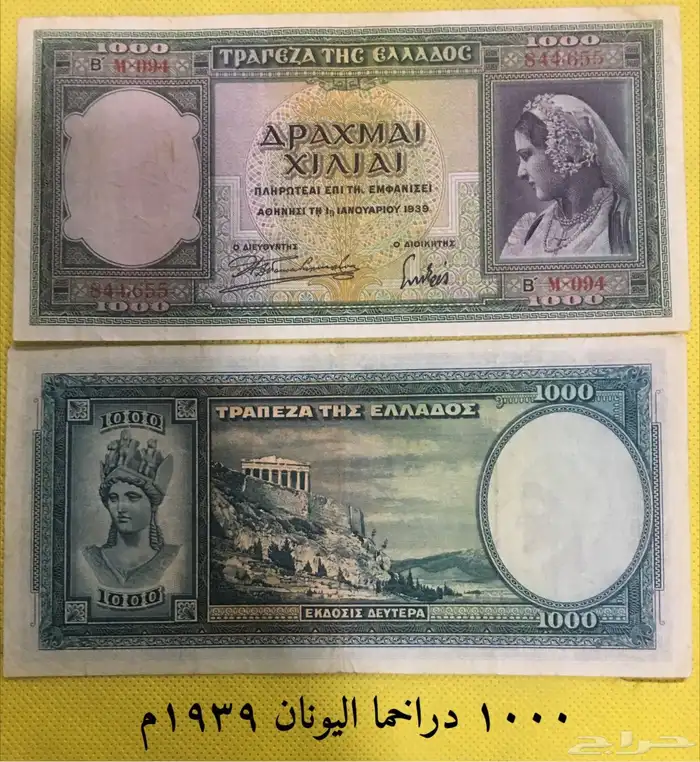 1000
1000
ΤΡΑΠΕΖΑ ΤΗΣ ΕΛΛΑΔΟΣ
Β΄ Μ-094
844655
ΔΡΑΧΜΑΙ
ΧΙΛΙΑΙ
ΠΛΗΡΩΤΕΑΙ ΕΠΙ ΤΗ, ΕΜΦΑΝΙΣΕΙ
ΑΘΗΝΗΣΙ ΤΗ 1ῃ ΙΑΝΟΥΑΡΙΟΥ 1939
Ο ΔΙΕΥΘΥΝΤΗΣ
Ο ΔΙΟΙΚΗΤΗΣ
844655
Β΄ Μ-094
1000
1000
1000
ΤΡΑΠΕΖΑ ΤΗΣ ΕΛΛΑΔΟΣ
1000
1000
ΕΚΔΟΣΙΣ ΔΕΥΤΕΡΑ
1000
١٠٠٠ دراخما اليونان ١٩٣٩م
حراج